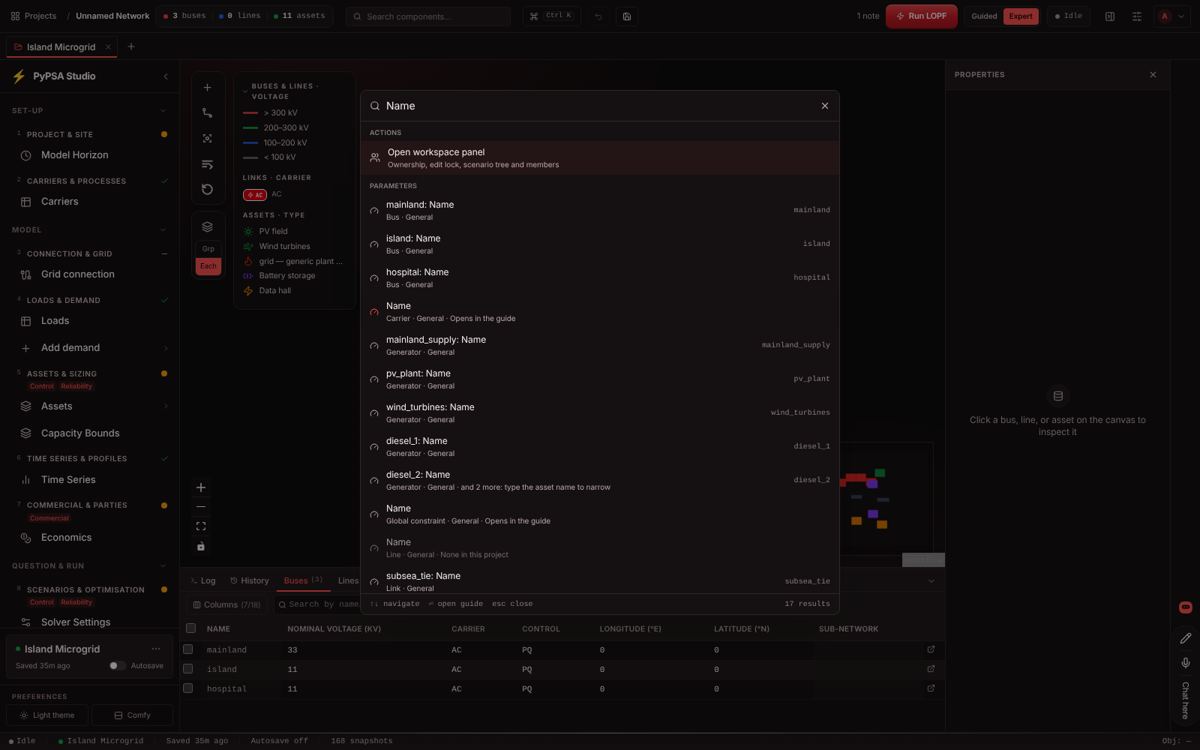 Projects / Unnamed Network 3 buses 0 lines 11 assets Search components... ⌘ Ctrl K 1 note Run LOPF Guided Expert Idle A
Island Microgrid × +
PyPSA Studio
SET-UP
1 PROJECT & SITE
Model Horizon
2 CARRIERS & PROCESSES
Carriers
MODEL
3 CONNECTION & GRID
Grid connection
4 LOADS & DEMAND
Loads
Add demand
5 ASSETS & SIZING
Control Reliability
Assets
Capacity Bounds
6 TIME SERIES & PROFILES
Time Series
7 COMMERCIAL & PARTIES
Commercial
Economics
QUESTION & RUN
8 SCENARIOS & OPTIMISATION
Control Reliability
Solver Settings
Island Microgrid ...
Saved 35m ago Autosave
PREFERENCES
Light theme Comfy
Grp
Each
BUSES & LINES ·
VOLTAGE
> 300 kV
200–300 kV
100–200 kV
< 100 kV
LINKS · CARRIER
AC AC
ASSETS · TYPE
PV field
Wind turbines
grid — generic plant ...
Battery storage
Data hall
Name
ACTIONS
Open workspace panel
Ownership, edit lock, scenario tree and members
PARAMETERS
mainland: Name mainland
Bus · General
island: Name island
Bus · General
hospital: Name hospital
Bus · General
Name
Carrier · General · Opens in the guide
mainland_supply: Name mainland_supply
Generator · General
pv_plant: Name pv_plant
Generator · General
wind_turbines: Name wind_turbines
Generator · General
diesel_1: Name diesel_1
Generator · General
diesel_2: Name diesel_2
Generator · General · and 2 more: type the asset name to narrow
Name
Global constraint · General · Opens in the guide
Name
Line · General · None in this project
subsea_tie: Name subsea_tie
Link · General
↑↓ navigate ⏎ open guide esc close 17 results
PROPERTIES
Click a bus, line, or asset on the canvas to
inspect it
Log History Buses (3) Lines
Columns (7/18) Search by name
NAME NOMINAL VOLTAGE (KV) CARRIER CONTROL LONGITUDE (°E) LATITUDE (°N) SUB-NETWORK
mainland 33 AC PQ 0 0
island 11 AC PQ 0 0
hospital 11 AC PQ 0 0
Chat here
Idle Island Microgrid Saved 35m ago Autosave off 168 snapshots Obj: —